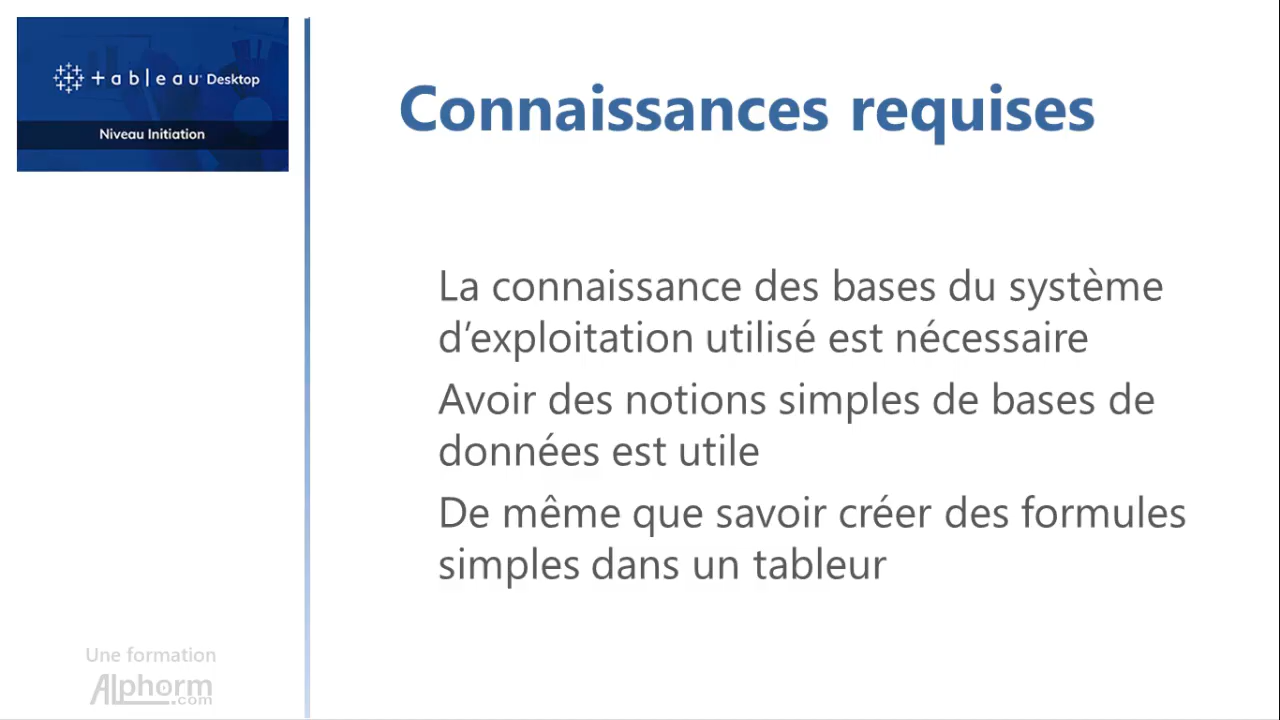 + a b l e a u Desktop
Niveau Initiation
Connaissances requises
La connaissance des bases du système
d’exploitation utilisé est nécessaire
Avoir des notions simples de bases de
données est utile
De même que savoir créer des formules
simples dans un tableur
Une formation
Alphorm
.com